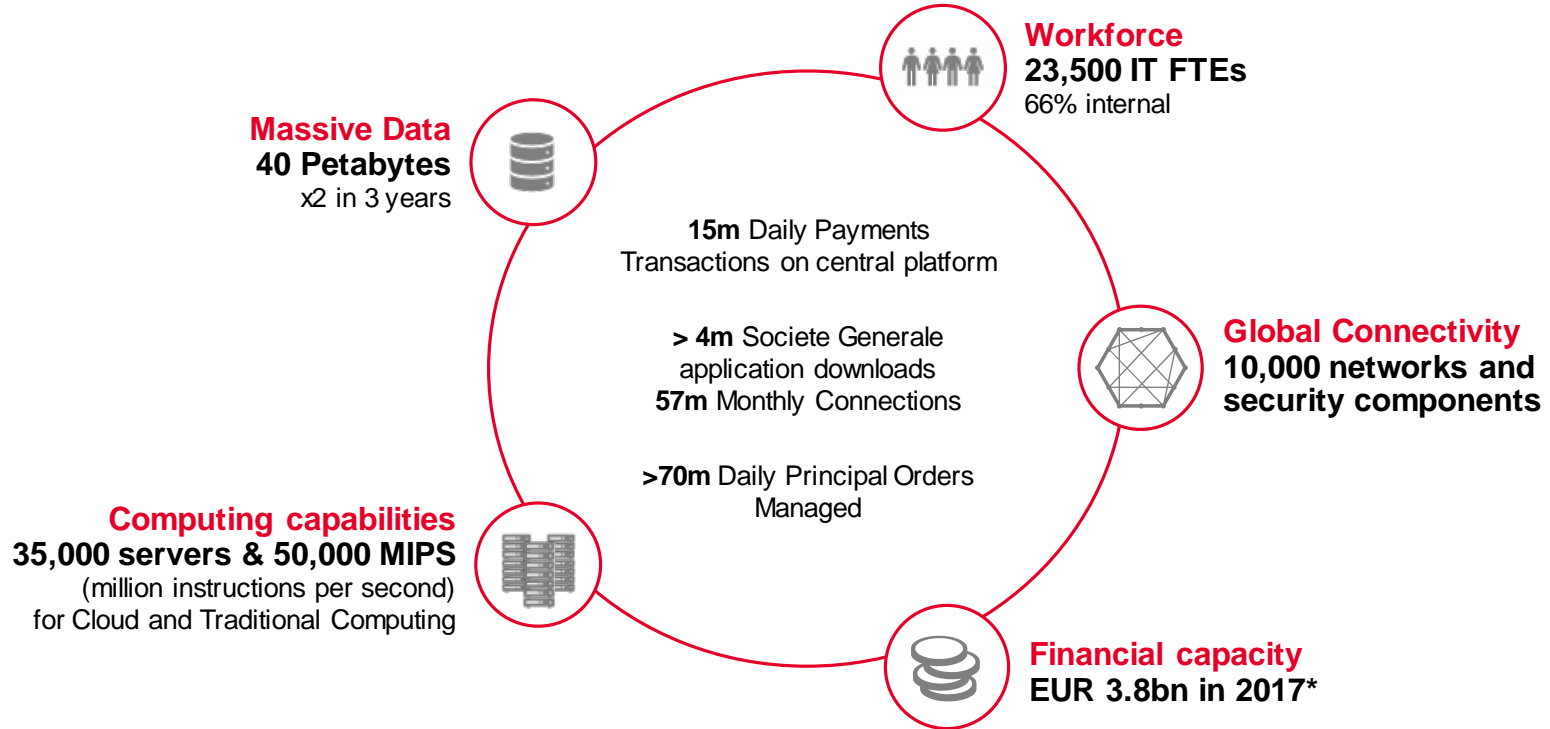 Workforce
23,500 IT FTEs
66% internal
Massive Data
40 Petabytes
x2 in 3 years
15m Daily Payments
Transactions on central platform
> 4m Societe Generale
application downloads
57m Monthly Connections
>70m Daily Principal Orders
Managed
Global Connectivity
10,000 networks and
security components
Computing capabilities
35,000 servers & 50,000 MIPS
(million instructions per second)
for Cloud and Traditional Computing
Financial capacity
EUR 3.8bn in 2017*